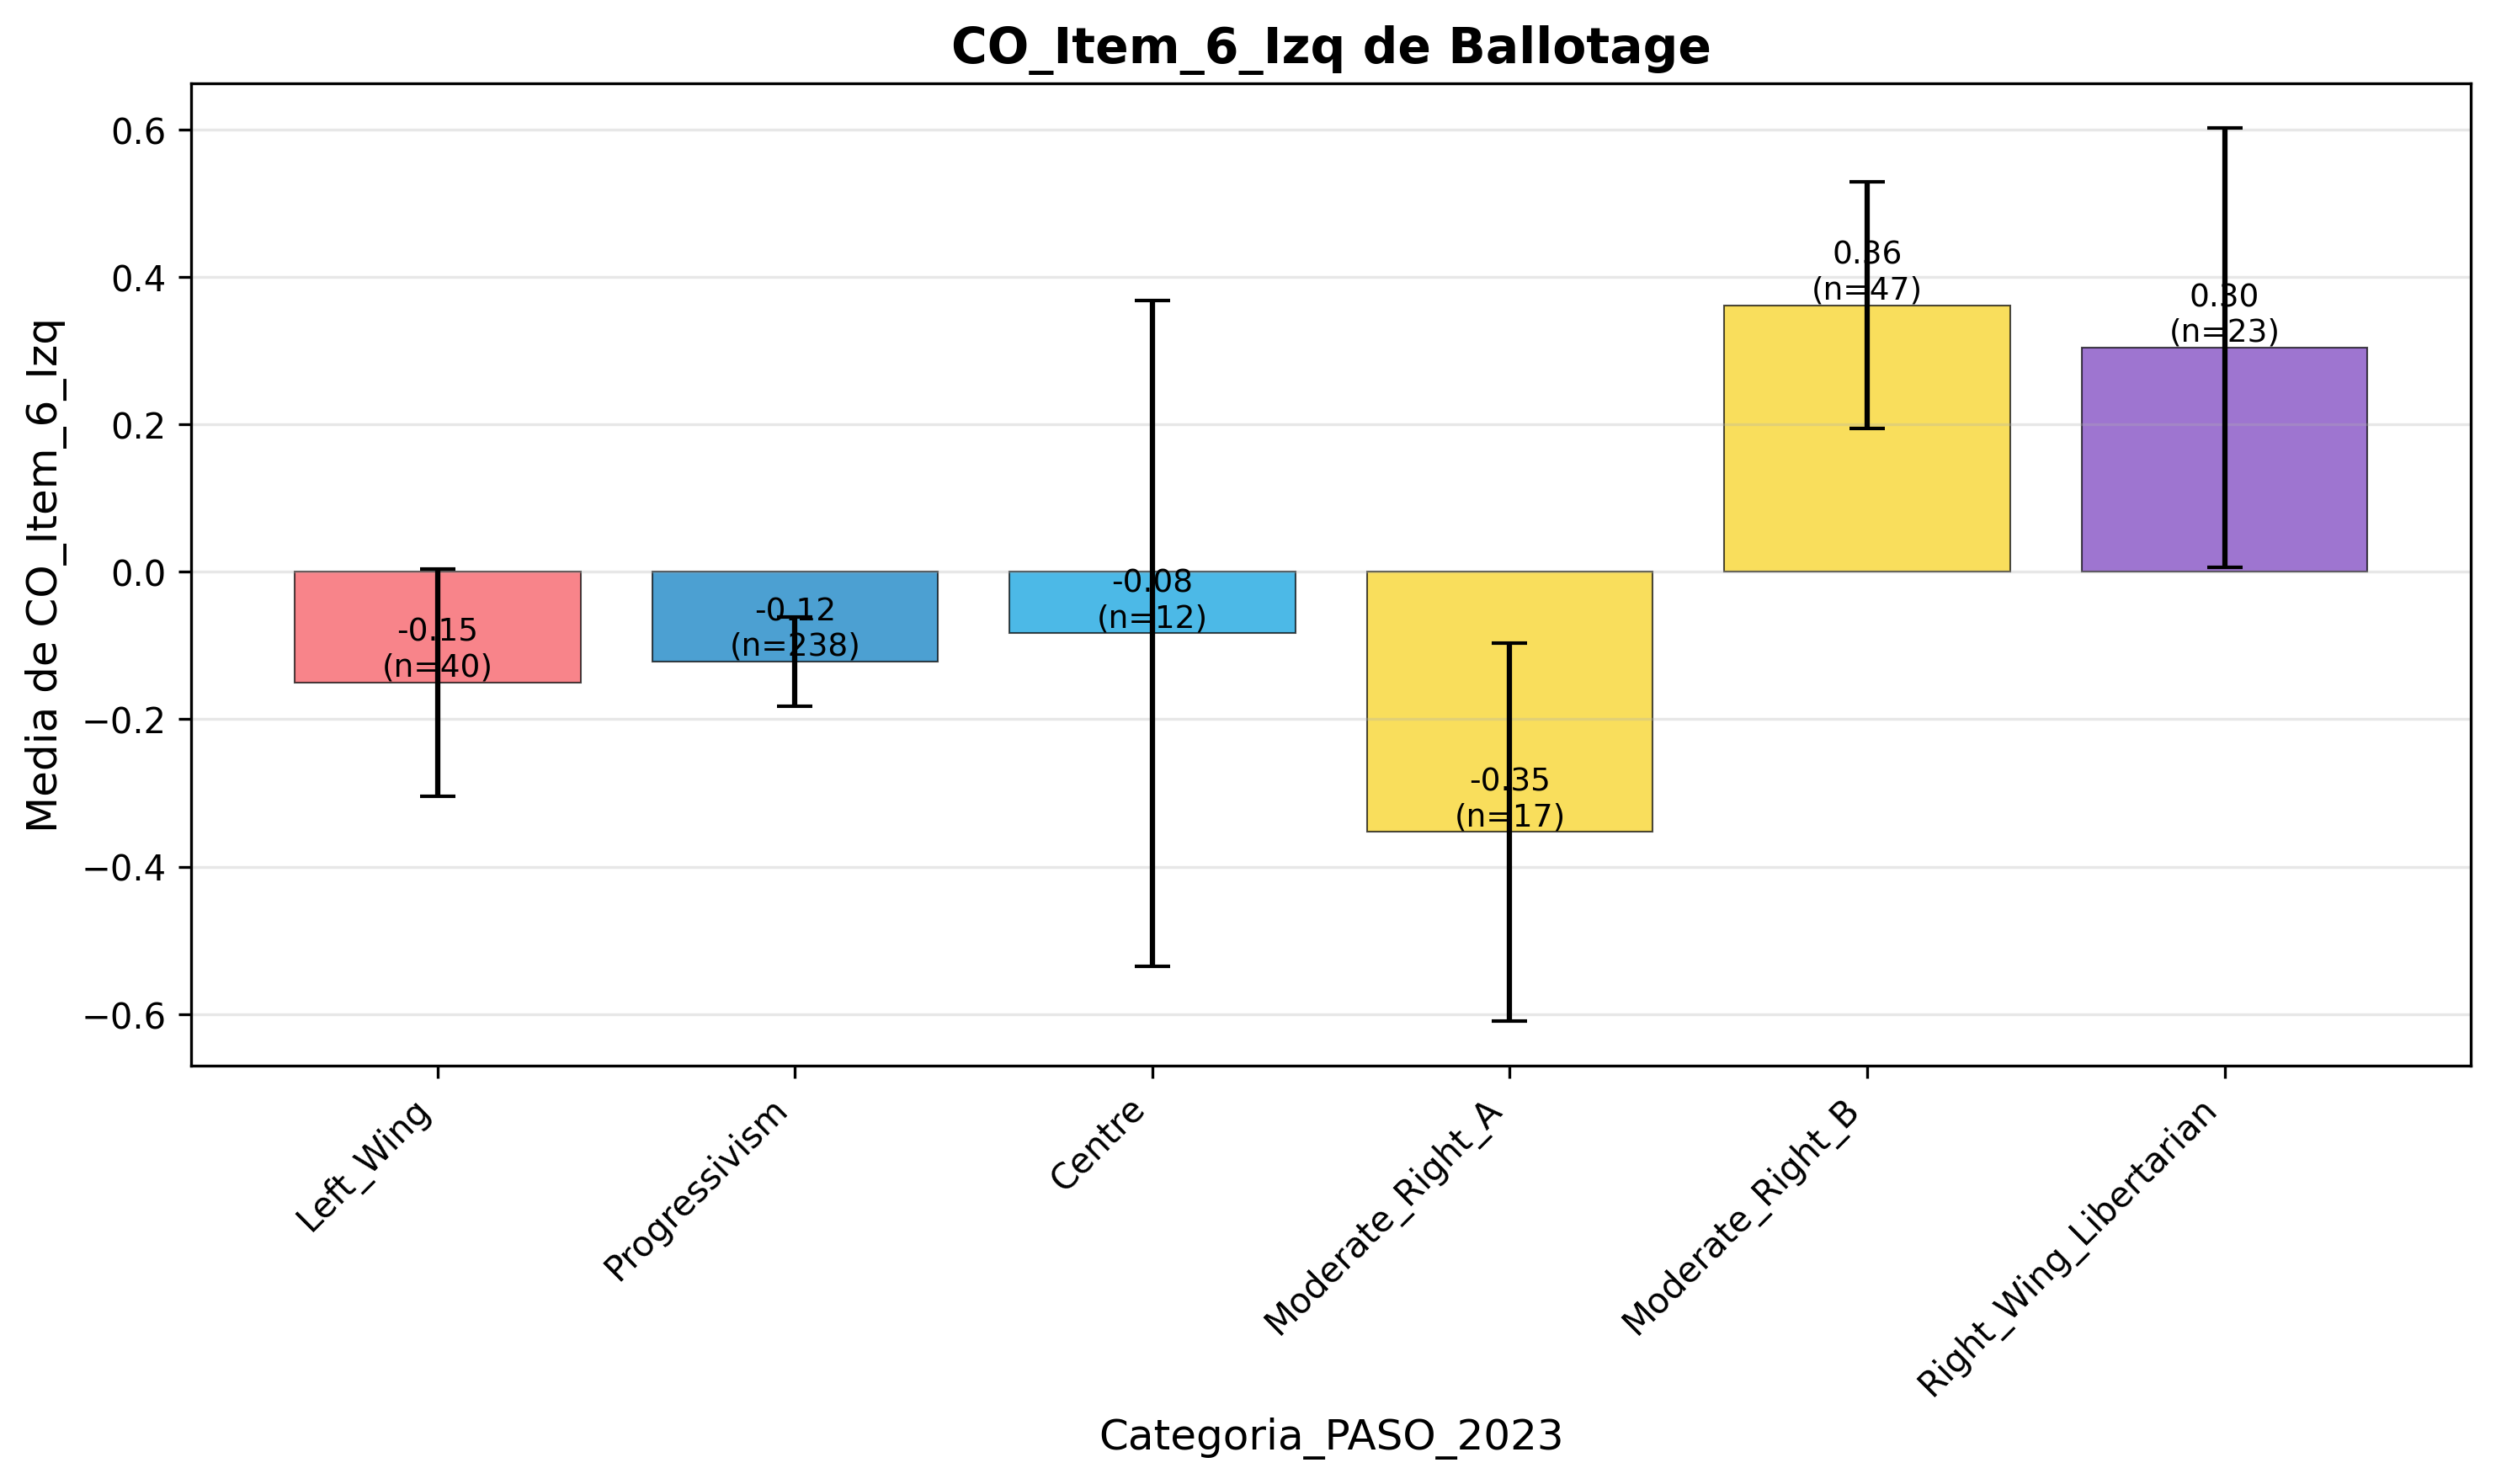 CO_Item_6_Izq de Ballotage
Media de CO_Item_6_Izq
0.6
0.4
0.2
0.0
−0.2
−0.4
−0.6
-0.15
(n=40)
-0.12
(n=238)
-0.08
(n=12)
-0.35
(n=17)
0.36
(n=47)
0.30
(n=23)
Left_Wing
Progressivism
Centre
Moderate_Right_A
Moderate_Right_B
Right_Wing_Libertarian
Categoria_PASO_2023